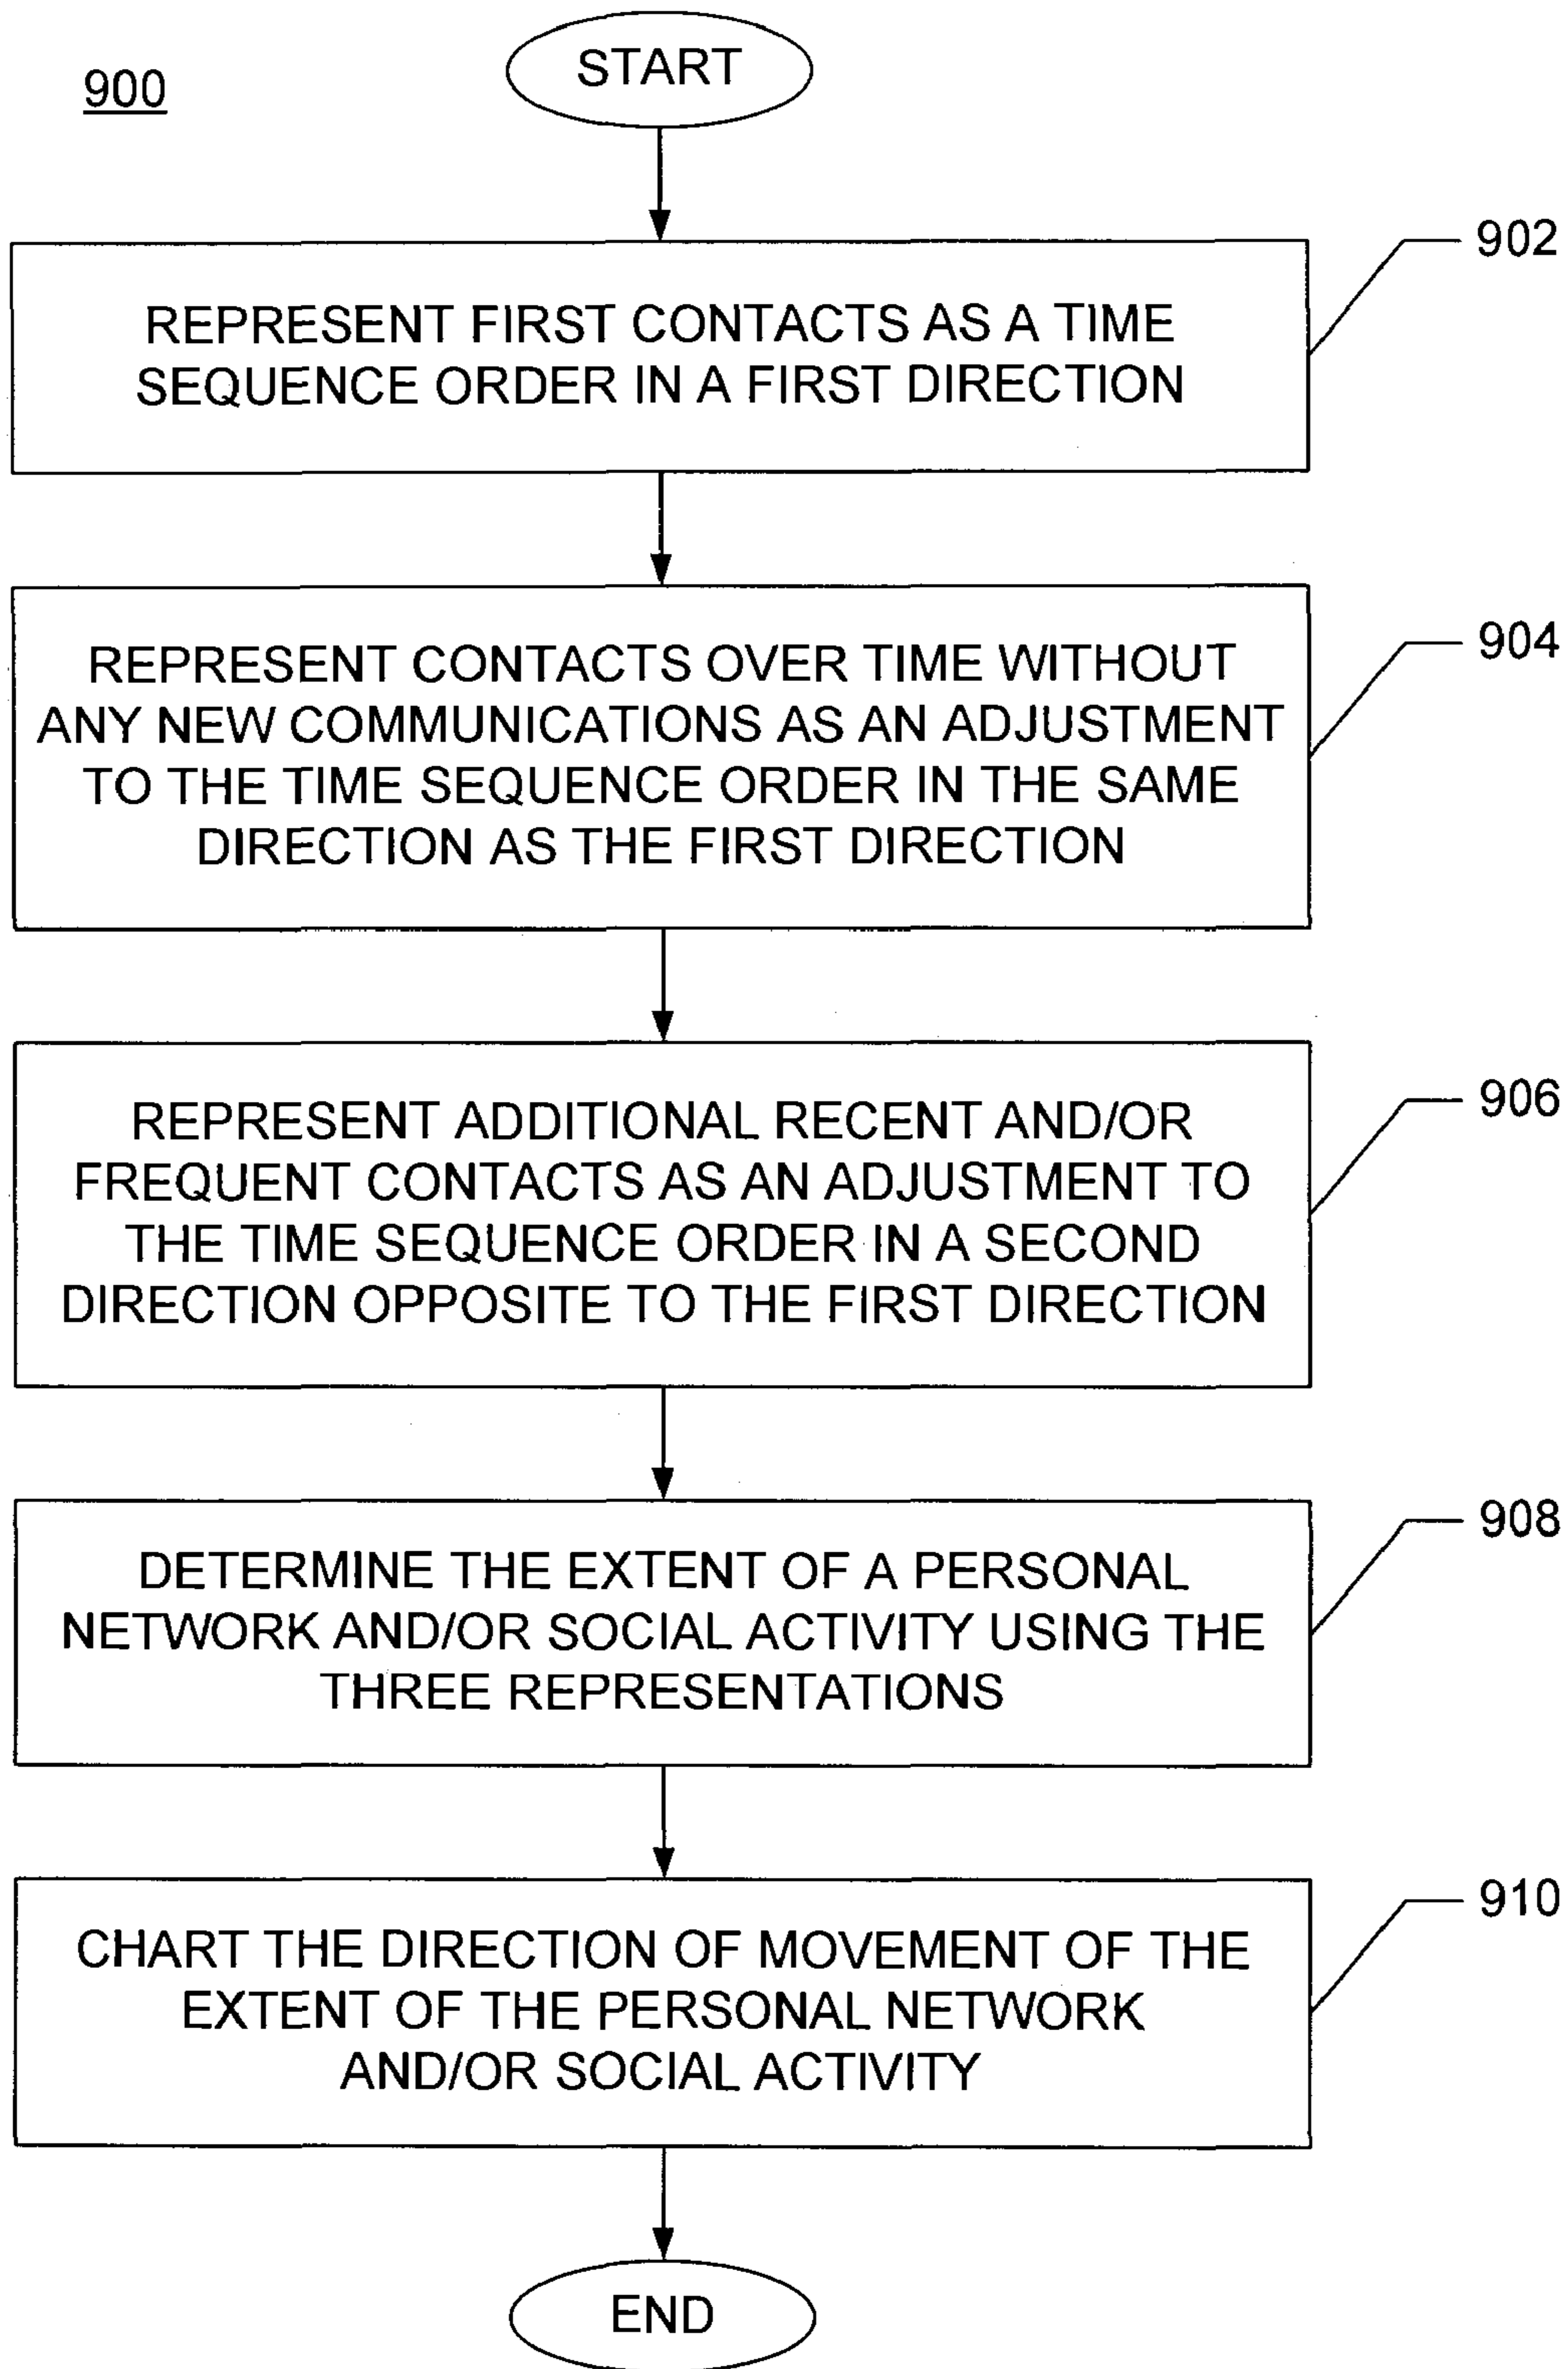 900
START
902
REPRESENT FIRST CONTACTS AS A TIME
SEQUENCE ORDER IN A FIRST DIRECTION
904
REPRESENT CONTACTS OVER TIME WITHOUT
ANY NEW COMMUNICATIONS AS AN ADJUSTMENT
TO THE TIME SEQUENCE ORDER IN THE SAME
DIRECTION AS THE FIRST DIRECTION
906
REPRESENT ADDITIONAL RECENT AND/OR
FREQUENT CONTACTS AS AN ADJUSTMENT TO
THE TIME SEQUENCE ORDER IN A SECOND
DIRECTION OPPOSITE TO THE FIRST DIRECTION
908
DETERMINE THE EXTENT OF A PERSONAL
NETWORK AND/OR SOCIAL ACTIVITY USING THE
THREE REPRESENTATIONS
910
CHART THE DIRECTION OF MOVEMENT OF THE
EXTENT OF THE PERSONAL NETWORK
AND/OR SOCIAL ACTIVITY
END